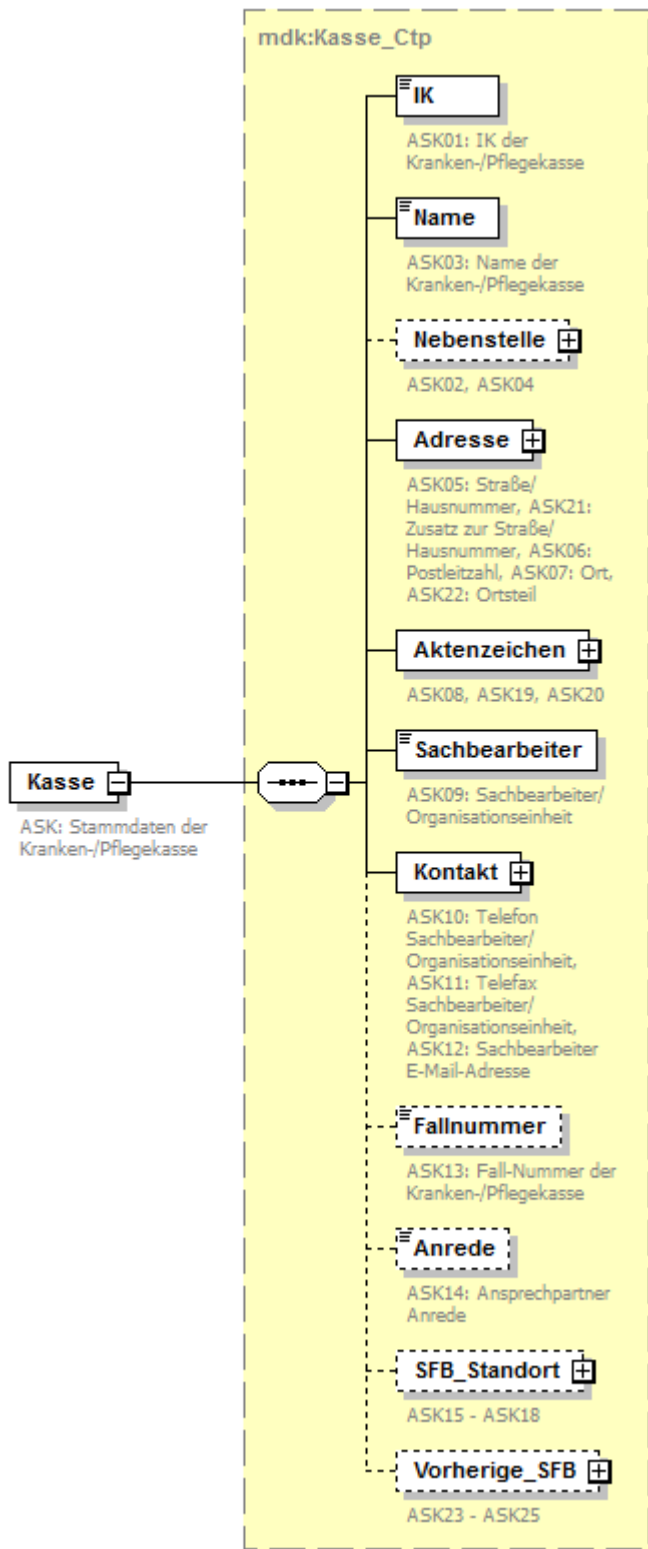 mdk:Kasse_Ctp
IK
ASK01: IK der
Kranken-/Pflegekasse
Name
ASK03: Name der
Kranken-/Pflegekasse
Nebenstelle
ASK02, ASK04
Adresse
ASK05: Straße/
Hausnummer, ASK21:
Zusatz zur Straße/
Hausnummer, ASK06:
Postleitzahl, ASK07: Ort,
ASK22: Ortsteil
Aktenzeichen
ASK08, ASK19, ASK20
Kasse
ASK: Stammdaten der
Kranken-/Pflegekasse
Sachbearbeiter
ASK09: Sachbearbeiter/
Organisationseinheit
Kontakt
ASK10: Telefon
Sachbearbeiter/
Organisationseinheit,
ASK11: Telefax
Sachbearbeiter/
Organisationseinheit,
ASK12: Sachbearbeiter
E-Mail-Adresse
Fallnummer
ASK13: Fall-Nummer der
Kranken-/Pflegekasse
Anrede
ASK14: Ansprechpartner
Anrede
SFB_Standort
ASK15 - ASK18
Vorherige_SFB
ASK23 - ASK25